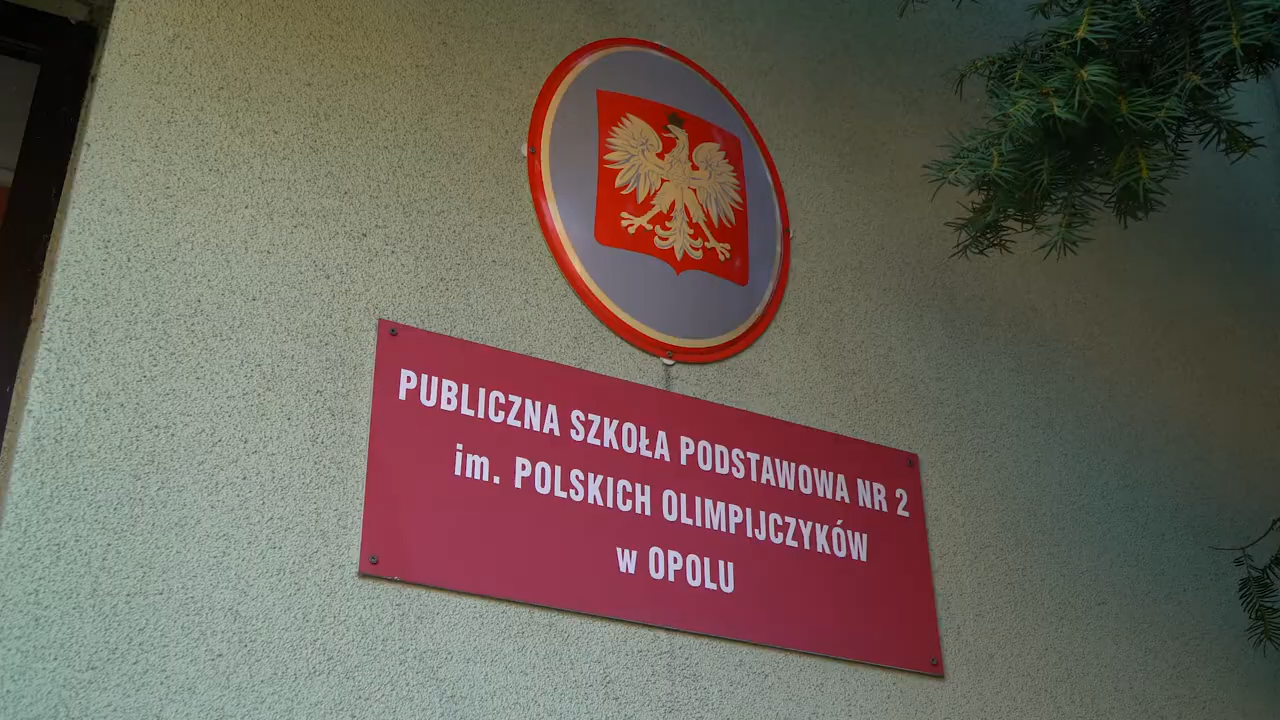 PUBLICZNA SZKOŁA PODSTAWOWA NR 2
im. POLSKICH OLIMPIJCZYKÓW
w OPOLU